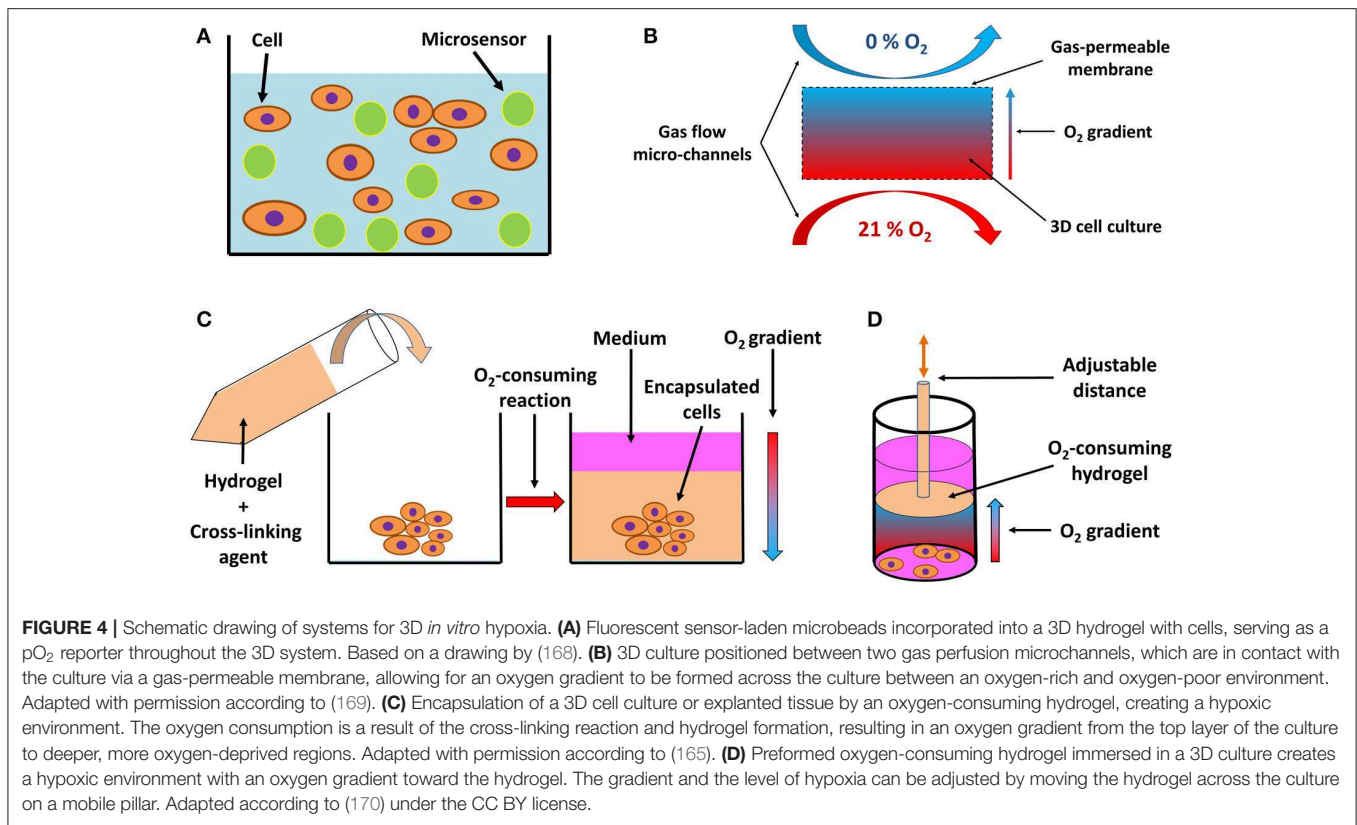 A
Cell
Microsensor
B
0 % O₂
Gas-permeable
membrane
Gas flow
micro-channels
O₂ gradient
3D cell culture
21 % O₂
C
Hydrogel
+
Cross-linking
agent
O₂-consuming
reaction
Medium
Encapsulated
cells
O₂ gradient
D
Adjustable
distance
O₂-consuming
hydrogel
O₂ gradient
FIGURE 4 | Schematic drawing of systems for 3D in vitro hypoxia. (A) Fluorescent sensor-laden microbeads incorporated into a 3D hydrogel with cells, serving as a
pO₂ reporter throughout the 3D system. Based on a drawing by (168). (B) 3D culture positioned between two gas perfusion microchannels, which are in contact with
the culture via a gas-permeable membrane, allowing for an oxygen gradient to be formed across the culture between an oxygen-rich and oxygen-poor environment.
Adapted with permission according to (169). (C) Encapsulation of a 3D cell culture or explanted tissue by an oxygen-consuming hydrogel, creating a hypoxic
environment. The oxygen consumption is a result of the cross-linking reaction and hydrogel formation, resulting in an oxygen gradient from the top layer of the culture
to deeper, more oxygen-deprived regions. Adapted with permission according to (165). (D) Preformed oxygen-consuming hydrogel immersed in a 3D culture creates
a hypoxic environment with an oxygen gradient toward the hydrogel. The gradient and the level of hypoxia can be adjusted by moving the hydrogel across the culture
on a mobile pillar. Adapted according to (170) under the CC BY license.